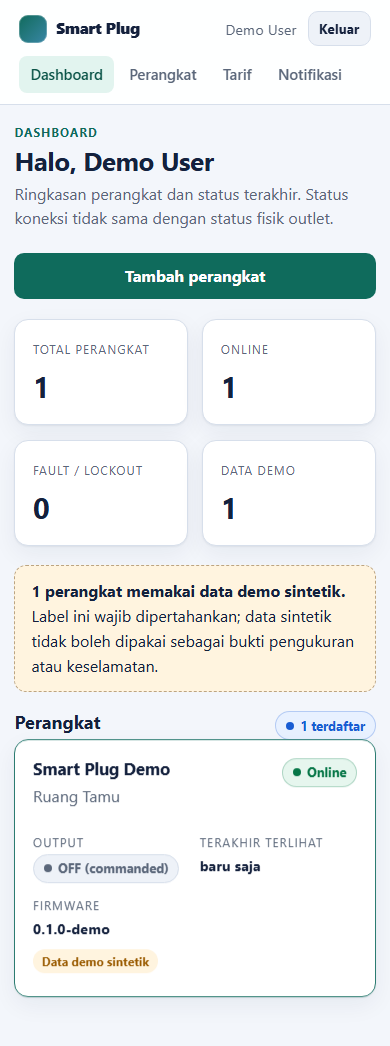 Smart Plug
Demo User
Keluar
Dashboard
Perangkat
Tarif
Notifikasi
DASHBOARD
Halo, Demo User
Ringkasan perangkat dan status terakhir. Status
koneksi tidak sama dengan status fisik outlet.
Tambah perangkat
TOTAL PERANGKAT
1
ONLINE
1
FAULT / LOCKOUT
0
DATA DEMO
1
1 perangkat memakai data demo sintetik.
Label ini wajib dipertahankan; data sintetik
tidak boleh dipakai sebagai bukti pengukuran
atau keselamatan.
Perangkat
1 terdaftar
Smart Plug Demo
Online
Ruang Tamu
OUTPUT
OFF (commanded)
TERAKHIR TERLIHAT
baru saja
FIRMWARE
0.1.0-demo
Data demo sintetik